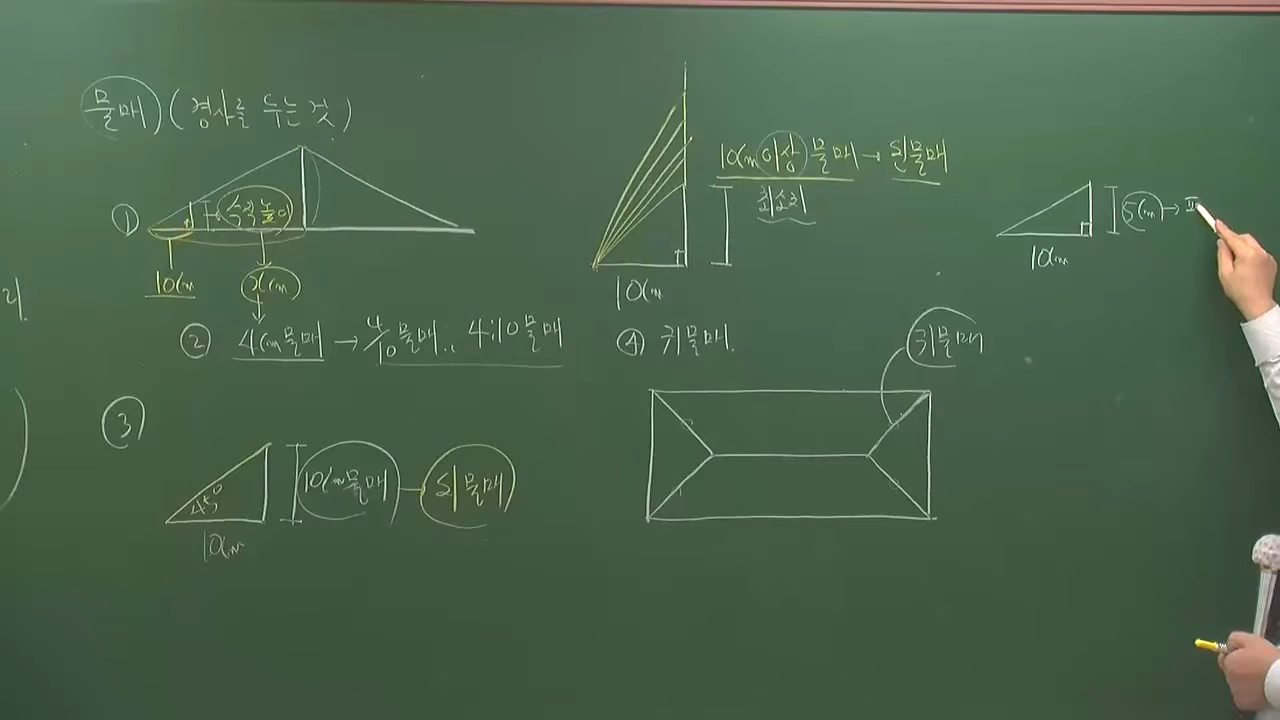 물매 (경사를 두는 것)
① 수직높이
10cm xcm
② 4cm물매 → 4/10 물매.. 4:10 물매
③
45°
10cm물매 - 되물매
10cm
10cm 이상 물매 → 된물매
최소치
10cm
④ 귀물매.
귀물매
5cm →
10cm